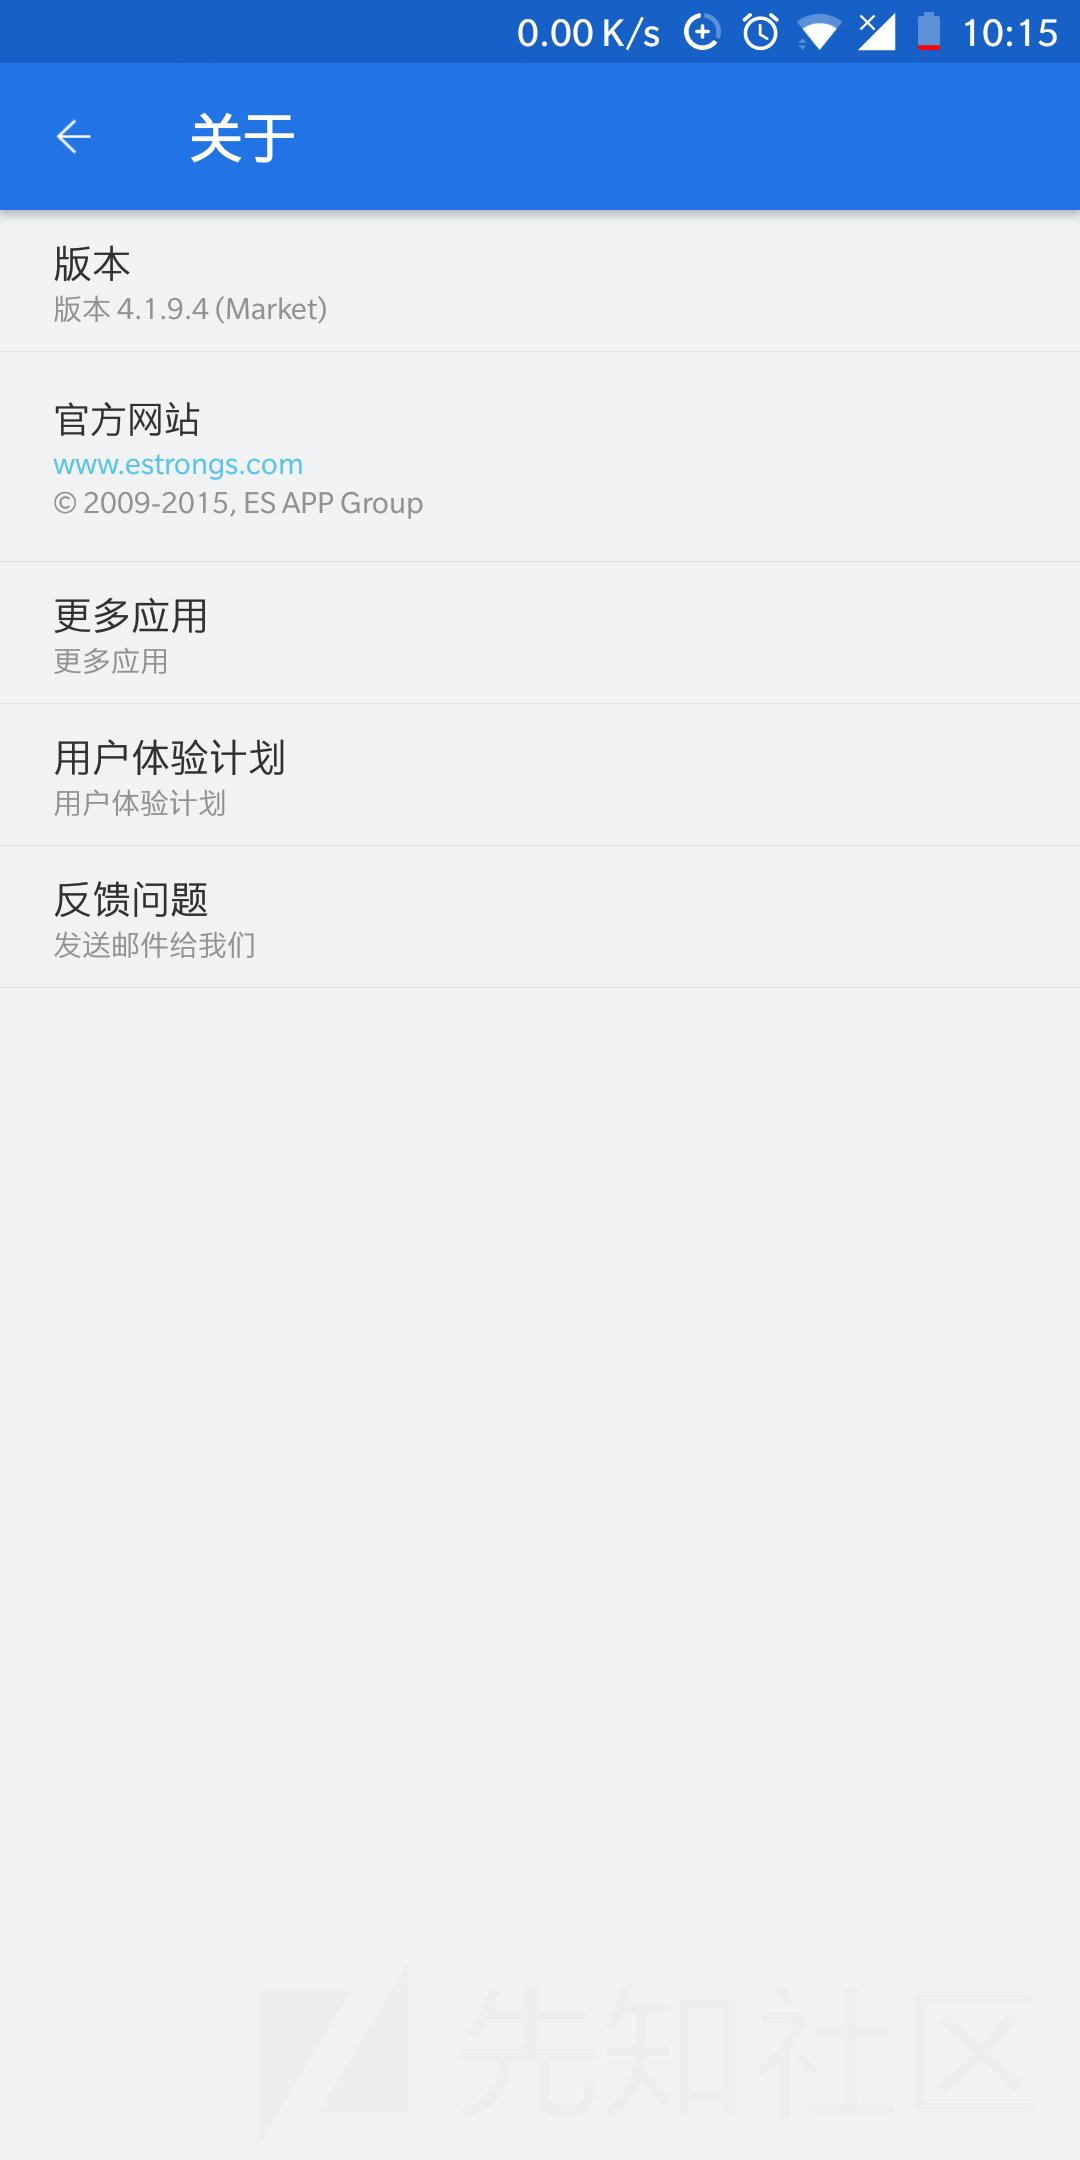 0.00 K/s 10:15
关于
版本
版本 4.1.9.4 (Market)
官方网站
www.estrongs.com
© 2009-2015, ES APP Group
更多应用
更多应用
用户体验计划
用户体验计划
反馈问题
发送邮件给我们
先知社区